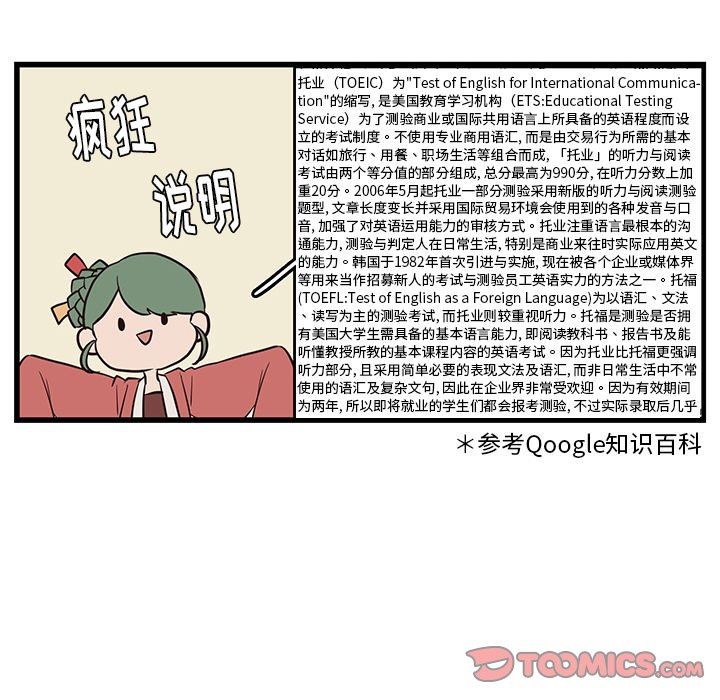 疯狂
说明
托业（TOEIC）为"Test of English for International Communica-
tion"的缩写, 是美国教育学习机构（ETS:Educational Testing
Service）为了测验商业或国际共用语言上所具备的英语程度而设
立的考试制度。不使用专业商用语汇, 而是由交易行为所需的基本
对话如旅行、用餐、职场生活等组合而成, 「托业」的听力与阅读
考试由两个等分值的部分组成, 总分最高为990分, 在听力分数上加
重20分。2006年5月起托业一部分测验采用新版的听力与阅读测验
题型, 文章长度变长并采用国际贸易环境会使用到的各种发音与口
音, 加强了对英语运用能力的审核方式。托业注重语言最根本的沟
通能力, 测验与判定人在日常生活, 特别是商业来往时实际应用英文
的能力。韩国于1982年首次引进与实施, 现在被各个企业或媒体界
等用来当作招募新人的考试与测验员工英语实力的方法之一。托福
(TOEFL:Test of English as a Foreign Language)为以语汇、文法
、读写为主的测验考试, 而托业则较重视听力。托福是测验是否拥
有美国大学生需具备的基本语言能力, 即阅读教科书、报告书及能
听懂教授所教的基本课程内容的英语考试。因为托业比托福更强调
听力部分, 且采用简单必要的表现文法及语汇, 而非日常生活中不常
使用的语汇及复杂文句, 因此在企业界非常受欢迎。因为有效期间
为两年, 所以即将就业的学生们都会报考测验, 不过实际录取后几乎
＊参考Qoogle知识百科
TOOMICS.com